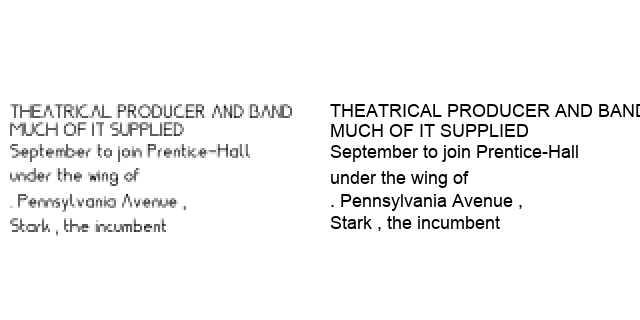 THEATRICAL PRODUCER AND BAND
MUCH OF IT SUPPLIED
September to join Prentice-Hall
under the wing of
. Pennsylvania Avenue ,
Stark , the incumbent
THEATRICAL PRODUCER AND BAND
MUCH OF IT SUPPLIED
September to join Prentice-Hall
under the wing of
. Pennsylvania Avenue ,
Stark , the incumbent